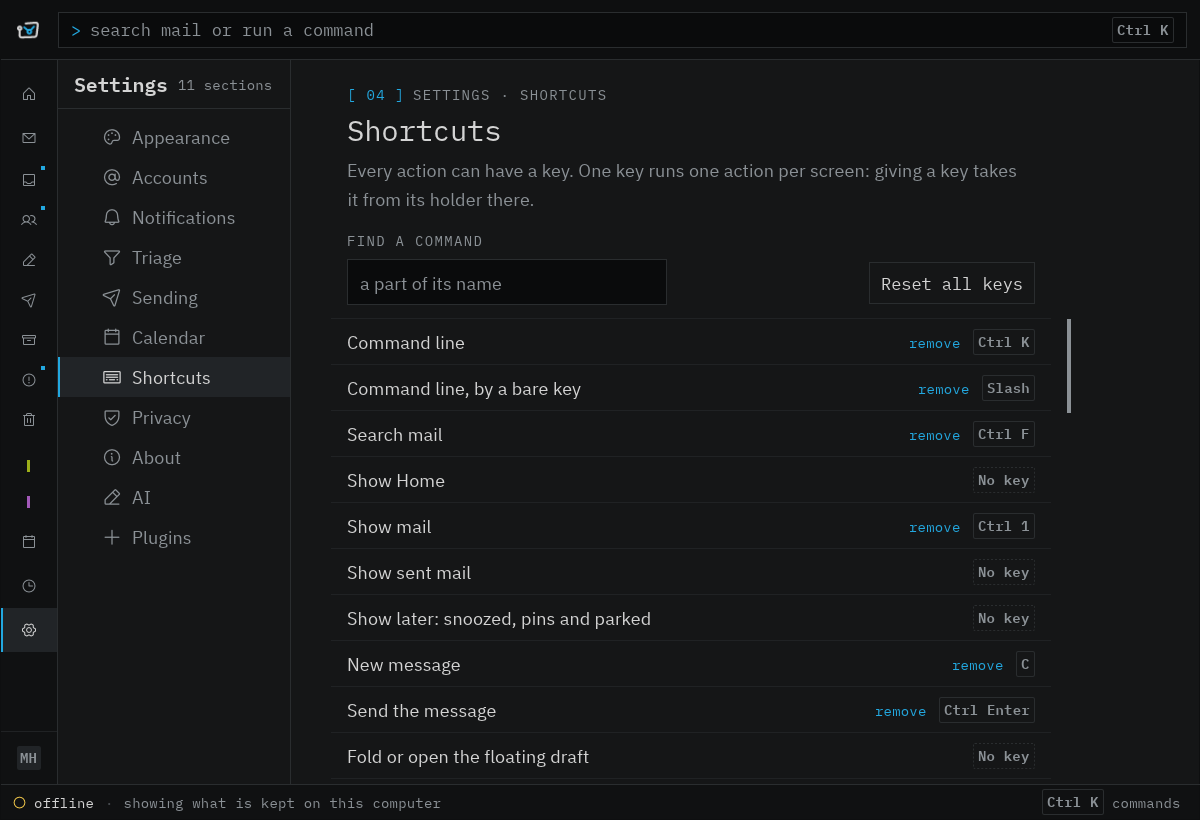 > search mail or run a command Ctrl K
Settings 11 sections
Appearance
Accounts
Notifications
Triage
Sending
Calendar
Shortcuts
Privacy
About
AI
Plugins
MH
[ 04 ] SETTINGS · SHORTCUTS
Shortcuts
Every action can have a key. One key runs one action per screen: giving a key takes
it from its holder there.
FIND A COMMAND
a part of its name
Reset all keys
Command line remove Ctrl K
Command line, by a bare key remove Slash
Search mail remove Ctrl F
Show Home No key
Show mail remove Ctrl 1
Show sent mail No key
Show later: snoozed, pins and parked No key
New message remove C
Send the message remove Ctrl Enter
Fold or open the floating draft No key
offline · showing what is kept on this computer Ctrl K commands